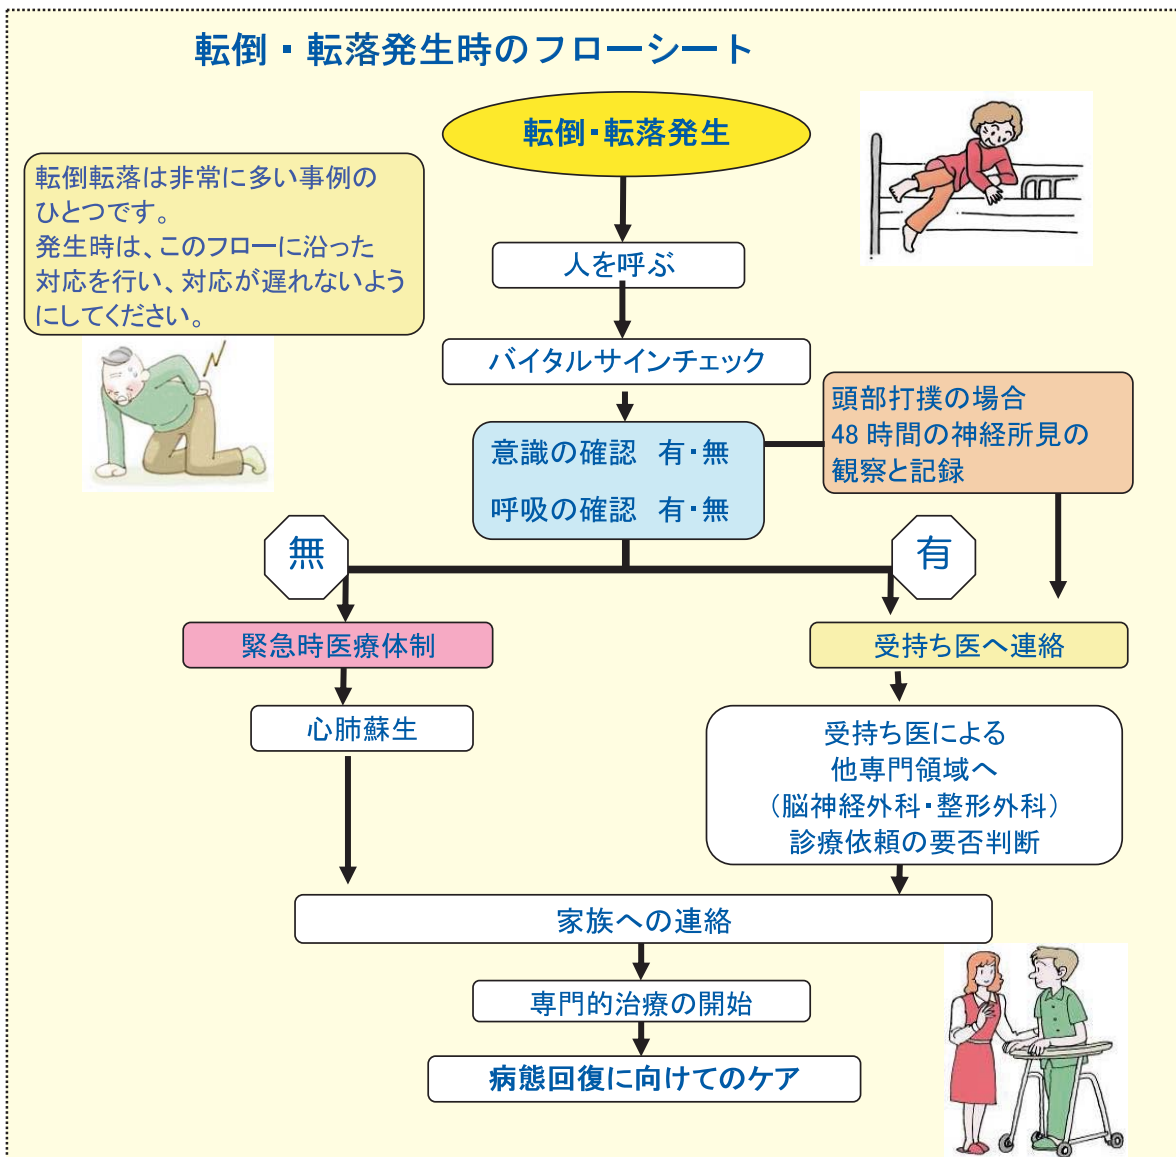 転倒・転落発生時のフローシート
転倒・転落発生
転倒転落は非常に多い事例の
ひとつです。
発生時は、このフローに沿った
対応を行い、対応が遅れないよう
にしてください。
人を呼ぶ
バイタルサインチェック
頭部打撲の場合
48 時間の神経所見の
観察と記録
意識の確認 有・無
呼吸の確認 有・無
無
有
緊急時医療体制
受持ち医へ連絡
心肺蘇生
受持ち医による
他専門領域へ
（脳神経外科・整形外科）
診療依頼の要否判断
家族への連絡
専門的治療の開始
病態回復に向けてのケア